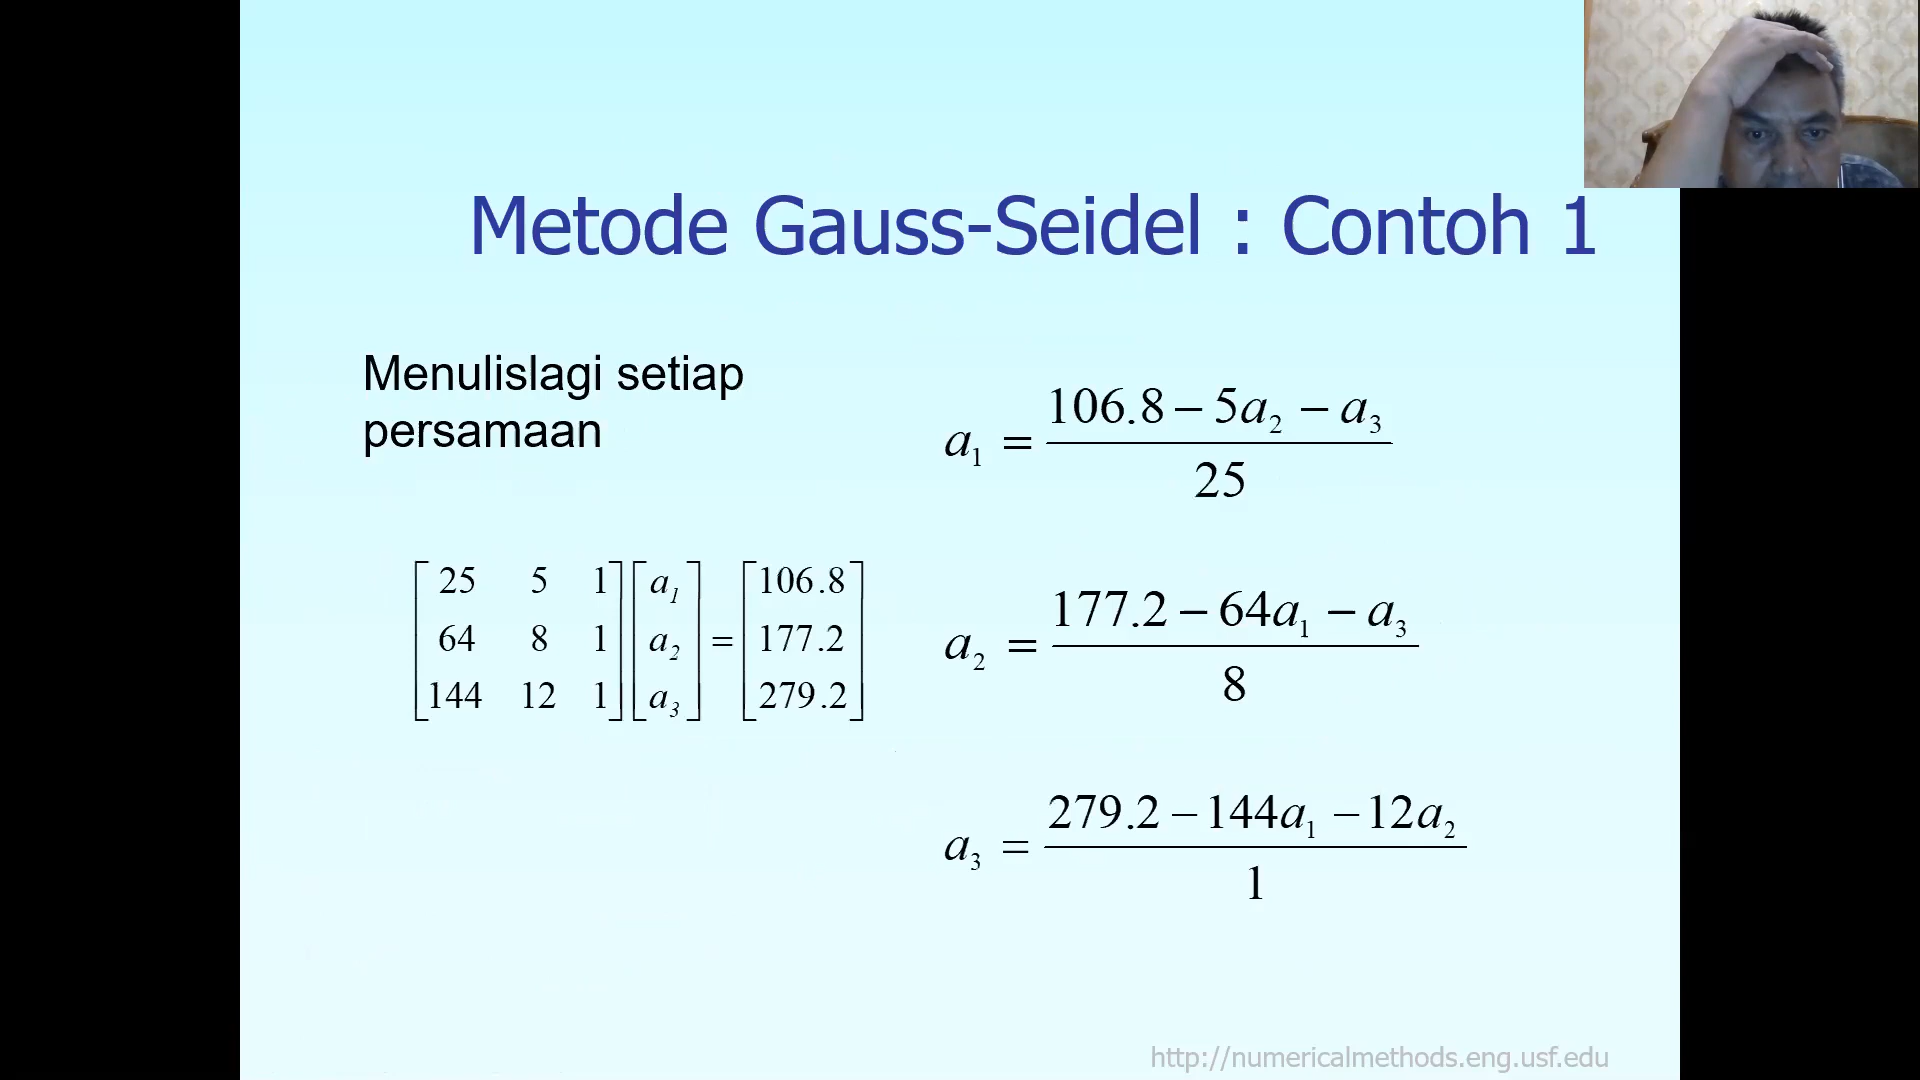 Metode Gauss-Seidel : Contoh 1
Menulislagi setiap
persamaan
a₁ = (106.8 − 5a₂ − a₃) / 25
[25 5 1; 64 8 1; 144 12 1] [a₁; a₂; a₃] = [106.8; 177.2; 279.2]
a₂ = (177.2 − 64a₁ − a₃) / 8
a₃ = (279.2 − 144a₁ − 12a₂) / 1
http://numericalmethods.eng.usf.edu